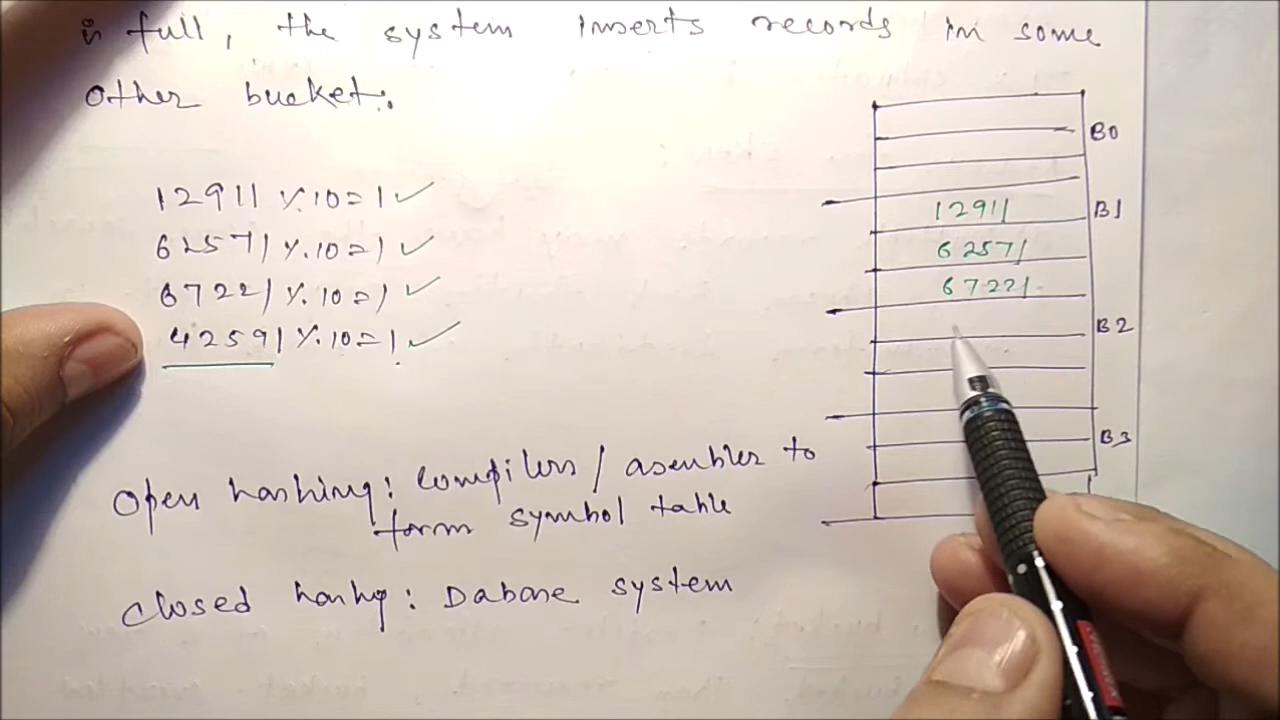 is full, the system inserts records in some
other bucket.
12911 % 10 = 1 ✓
62571 % 10 = 1 ✓
67221 % 10 = 1 ✓
42591 % 10 = 1 ✓
B0
12911 B1
62571
67221
B2
B3
Open hashing: Compilers / asembler to
form symbol table
Closed hashg: Dabase system